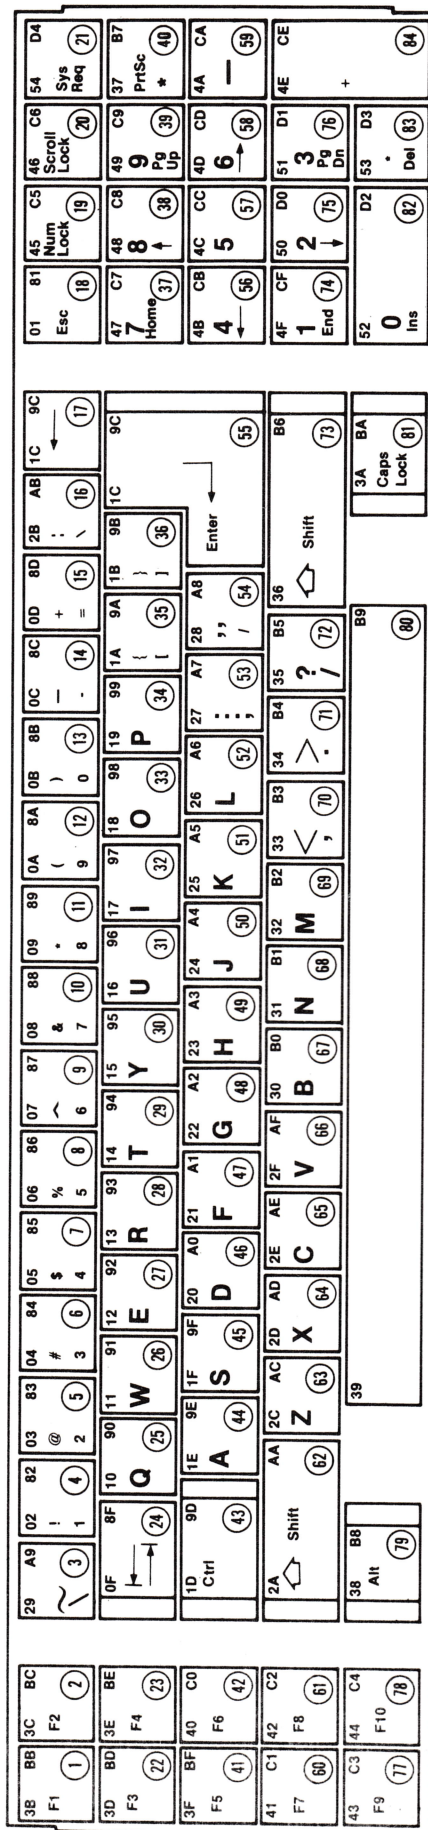 3B BB 3C BC 29 A9 02 82 03 83 04 84 05 85 06 86 07 87 08 88 09 89 0A 8A 0B 8B 0C 8C 0D 8D 2B AB 1C 9C 01 81 45 C5 46 C6 54 D4
~ ! @ # $ % ^ & * ( ) — + : ← Num Scroll Sys
F1 F2 \ 1 2 3 4 5 6 7 8 9 0 - = \ Esc Lock Lock Req
1 2 3 4 5 6 7 8 9 10 11 12 13 14 15 16 17 18 19 20 21
3D BD 3E BE 0F 8F 10 90 11 91 12 92 13 93 14 94 15 95 16 96 17 97 18 98 19 99 1A 9A 1B 9B 1C 9C 47 C7 48 C8 49 C9 37 B7
F3 F4 Q W E R T Y U I O P { } 7 8 9 PrtSc
[ ] Home ↑ Pg Up *
22 23 24 25 26 27 28 29 30 31 32 33 34 35 36 37 38 39 40
3F BF 40 C0 1D 9D 1E 9E 1F 9F 20 A0 21 A1 22 A2 23 A3 24 A4 25 A5 26 A6 27 A7 28 A8 4B CB 4C CC 4D CD 4A CA
F5 F6 Ctrl A S D F G H J K L : ,, Enter ↵ 4 5 6 —
; / ← →
41 42 43 44 45 46 47 48 49 50 51 52 53 54 55 56 57 58 59
41 C1 42 C2 2A AA 2C AC 2D AD 2E AE 2F AF 30 B0 31 B1 32 B2 33 B3 34 B4 35 B5 36 B6 4F CF 50 D0 51 D1 4E CE
F7 F8 ⇧ Shift Z X C V B N M < > ? ⇧ Shift 1 2 3 +
, . / End ↓ Pg Dn
60 61 62 63 64 65 66 67 68 69 70 71 72 73 74 75 76 84
43 C3 44 C4 38 B8 39 B9 3A BA 52 D2 53 D3
F9 F10 Alt Caps 0 .
Lock Ins Del
77 78 79 80 81 82 83